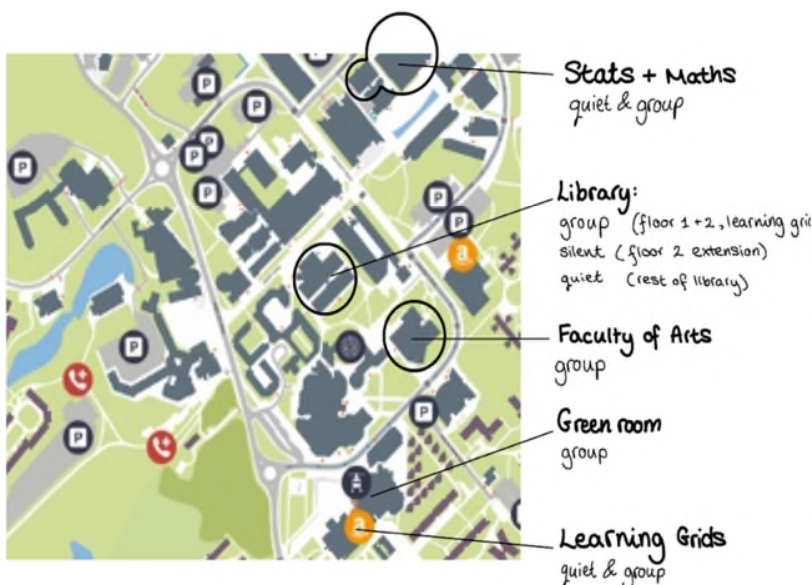 Stats + Maths
quiet & group
Library:
group (floor 1+2, learning grid
silent (floor 2 extension)
quiet (rest of library)
Faculty of Arts
group
Green room
group
Learning Grids
quiet & group
P
P
P
P
P
P
P
P
P
P
a
a